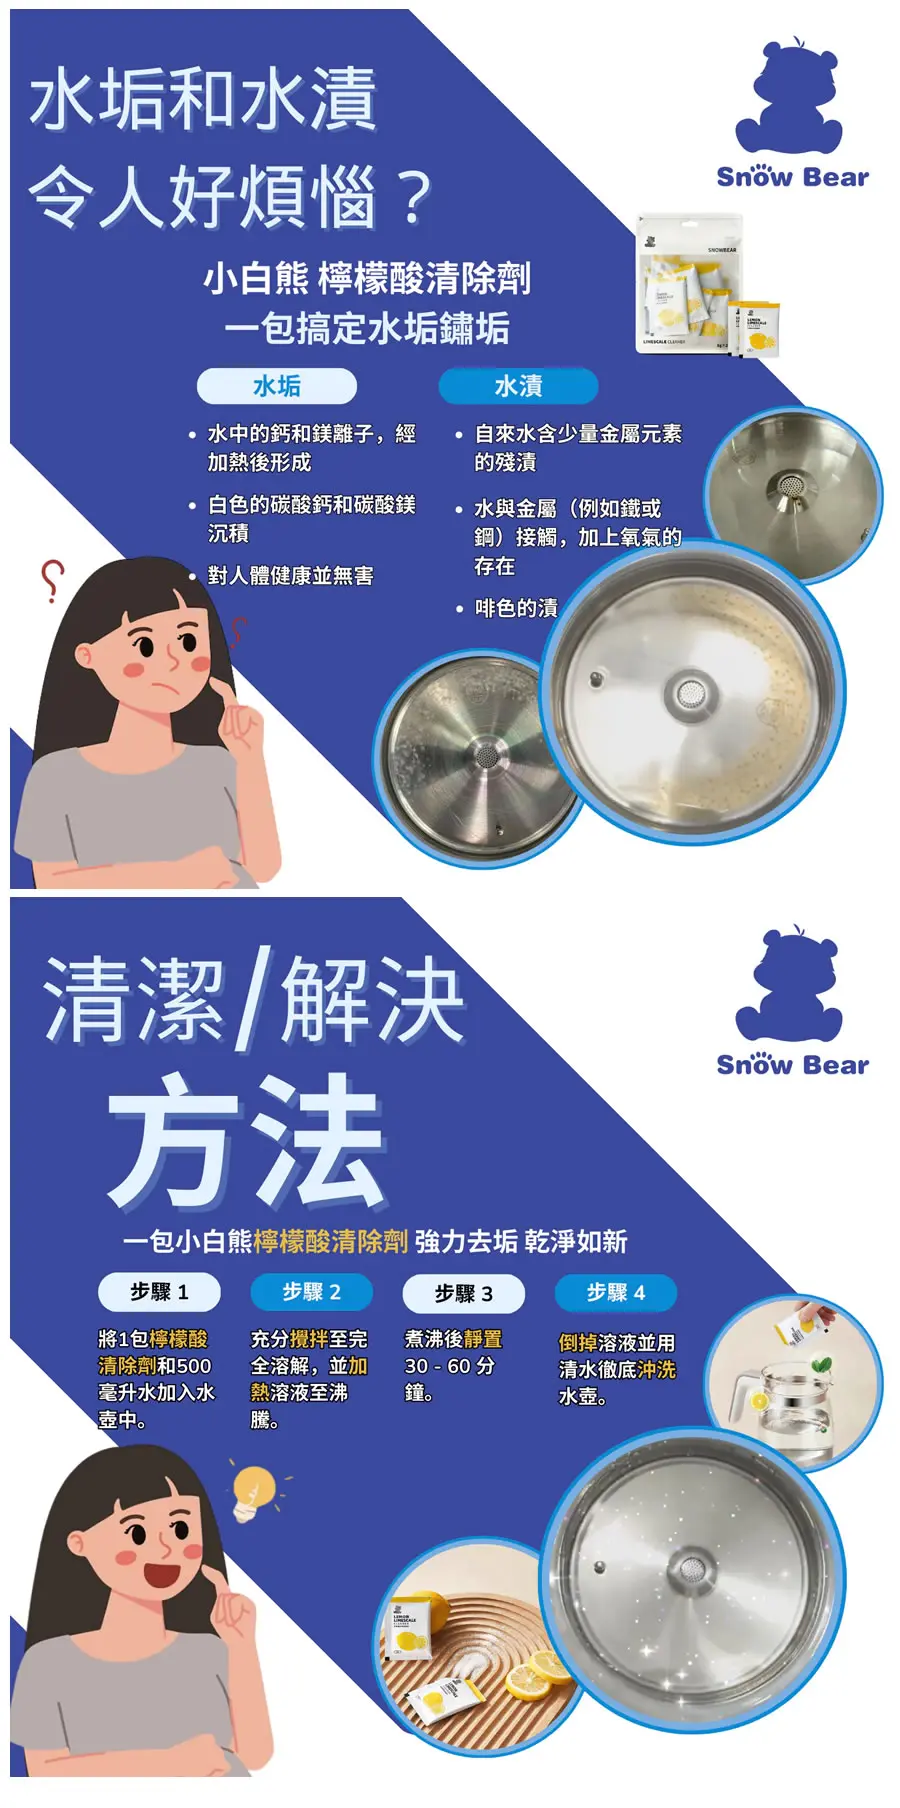 水垢和水漬
令人好煩惱？
Snow Bear
小白熊 檸檬酸清除劑
一包搞定水垢鏽垢
SNOWBEAR
LEMON
LIMESCALE
LIMESCALE CLEANER
水垢
水中的鈣和鎂離子，經
加熱後形成
白色的碳酸鈣和碳酸鎂
沉積
對人體健康並無害
水漬
自來水含少量金屬元素
的殘漬
水與金屬（例如鐵或
鋼）接觸，加上氧氣的
存在
啡色的漬
清潔/解決
方法
Snow Bear
一包小白熊檸檬酸清除劑 強力去垢 乾淨如新
步驟 1
將1包檸檬酸
清除劑和500
毫升水加入水
壺中。
步驟 2
充分攪拌至完
全溶解，並加
熱溶液至沸
騰。
步驟 3
煮沸後靜置
30 - 60 分
鐘。
步驟 4
倒掉溶液並用
清水徹底沖洗
水壺。
LEMON
LIMESCALE